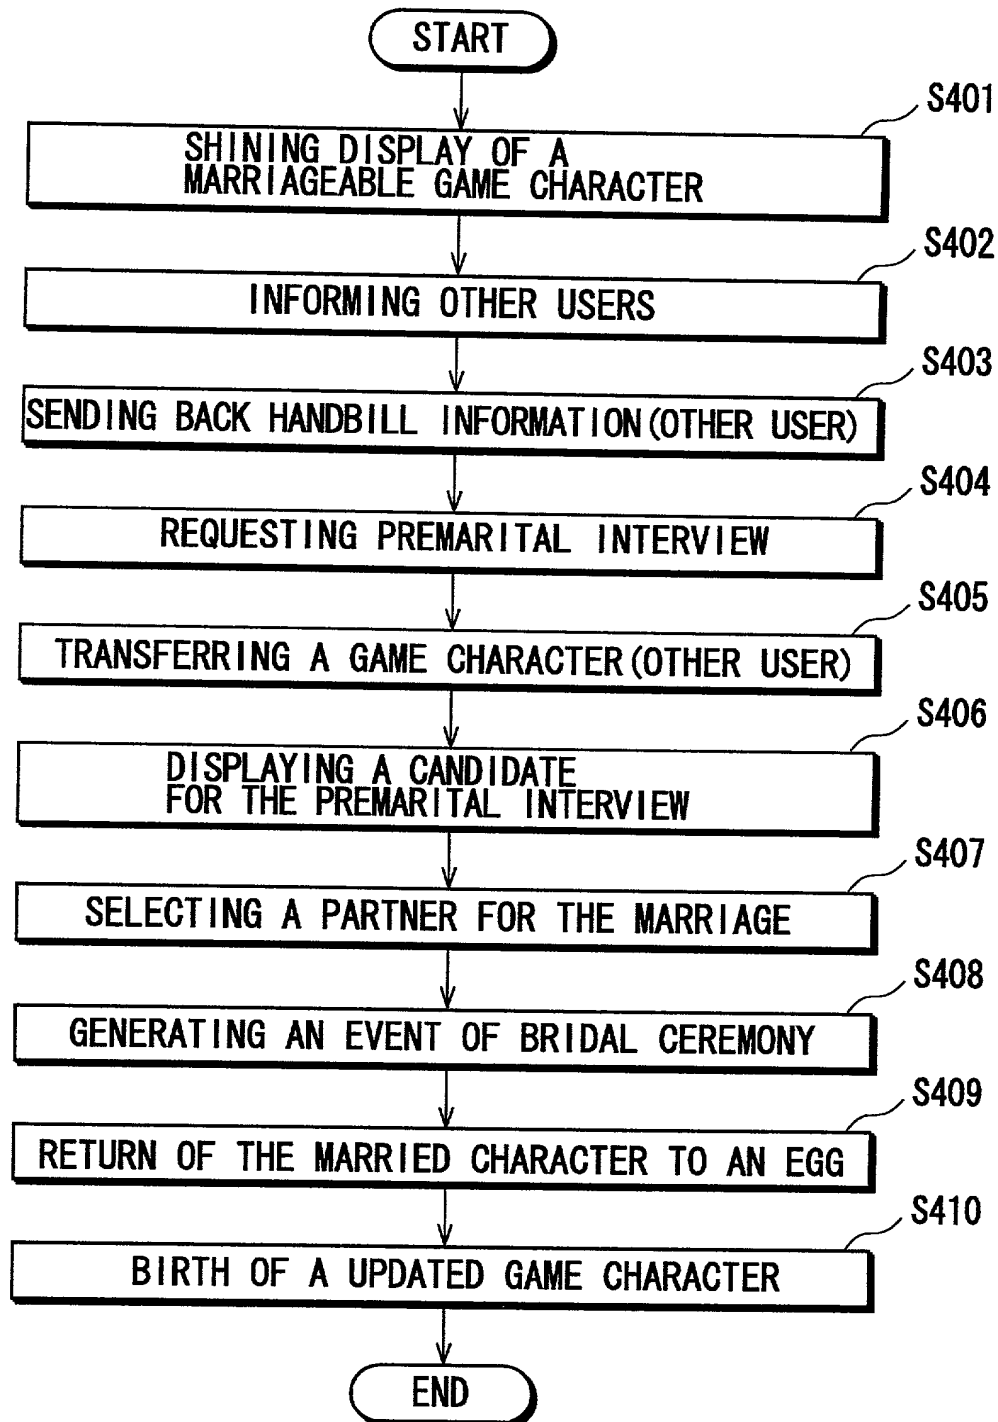 START
S401
SHINING DISPLAY OF A
MARRIAGEABLE GAME CHARACTER
S402
INFORMING OTHER USERS
S403
SENDING BACK HANDBILL INFORMATION(OTHER USER)
S404
REQUESTING PREMARITAL INTERVIEW
S405
TRANSFERRING A GAME CHARACTER(OTHER USER)
S406
DISPLAYING A CANDIDATE
FOR THE PREMARITAL INTERVIEW
S407
SELECTING A PARTNER FOR THE MARRIAGE
S408
GENERATING AN EVENT OF BRIDAL CEREMONY
S409
RETURN OF THE MARRIED CHARACTER TO AN EGG
S410
BIRTH OF A UPDATED GAME CHARACTER
END